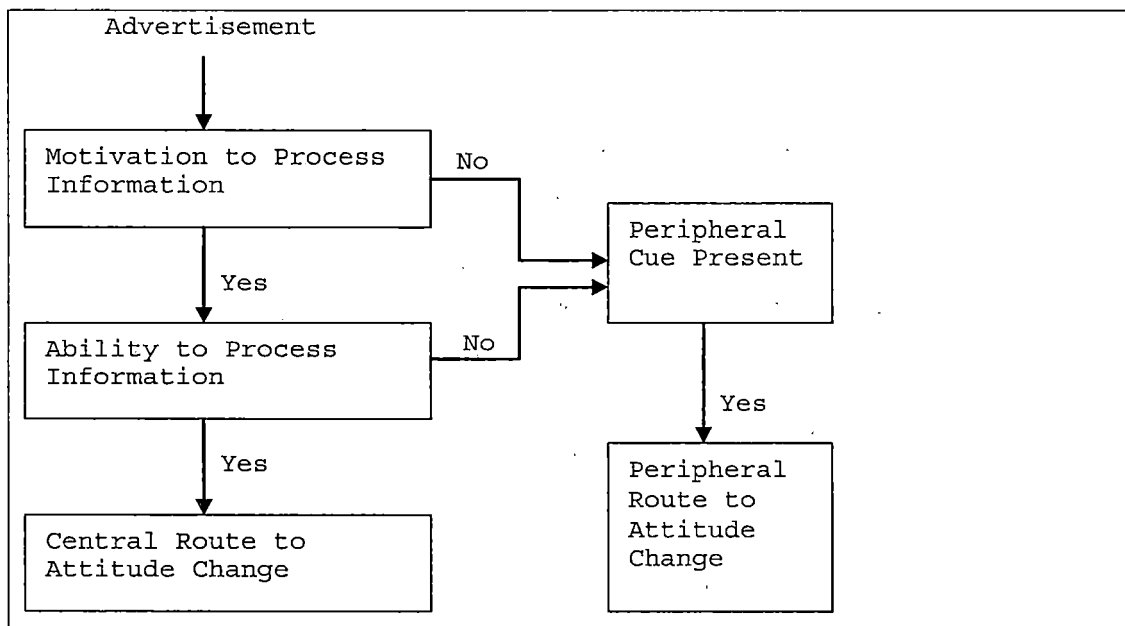 Advertisement
Motivation to Process
Information
No
Yes
Peripheral
Cue Present
Ability to Process
Information
No
Yes
Yes
Central Route to
Attitude Change
Peripheral
Route to
Attitude
Change